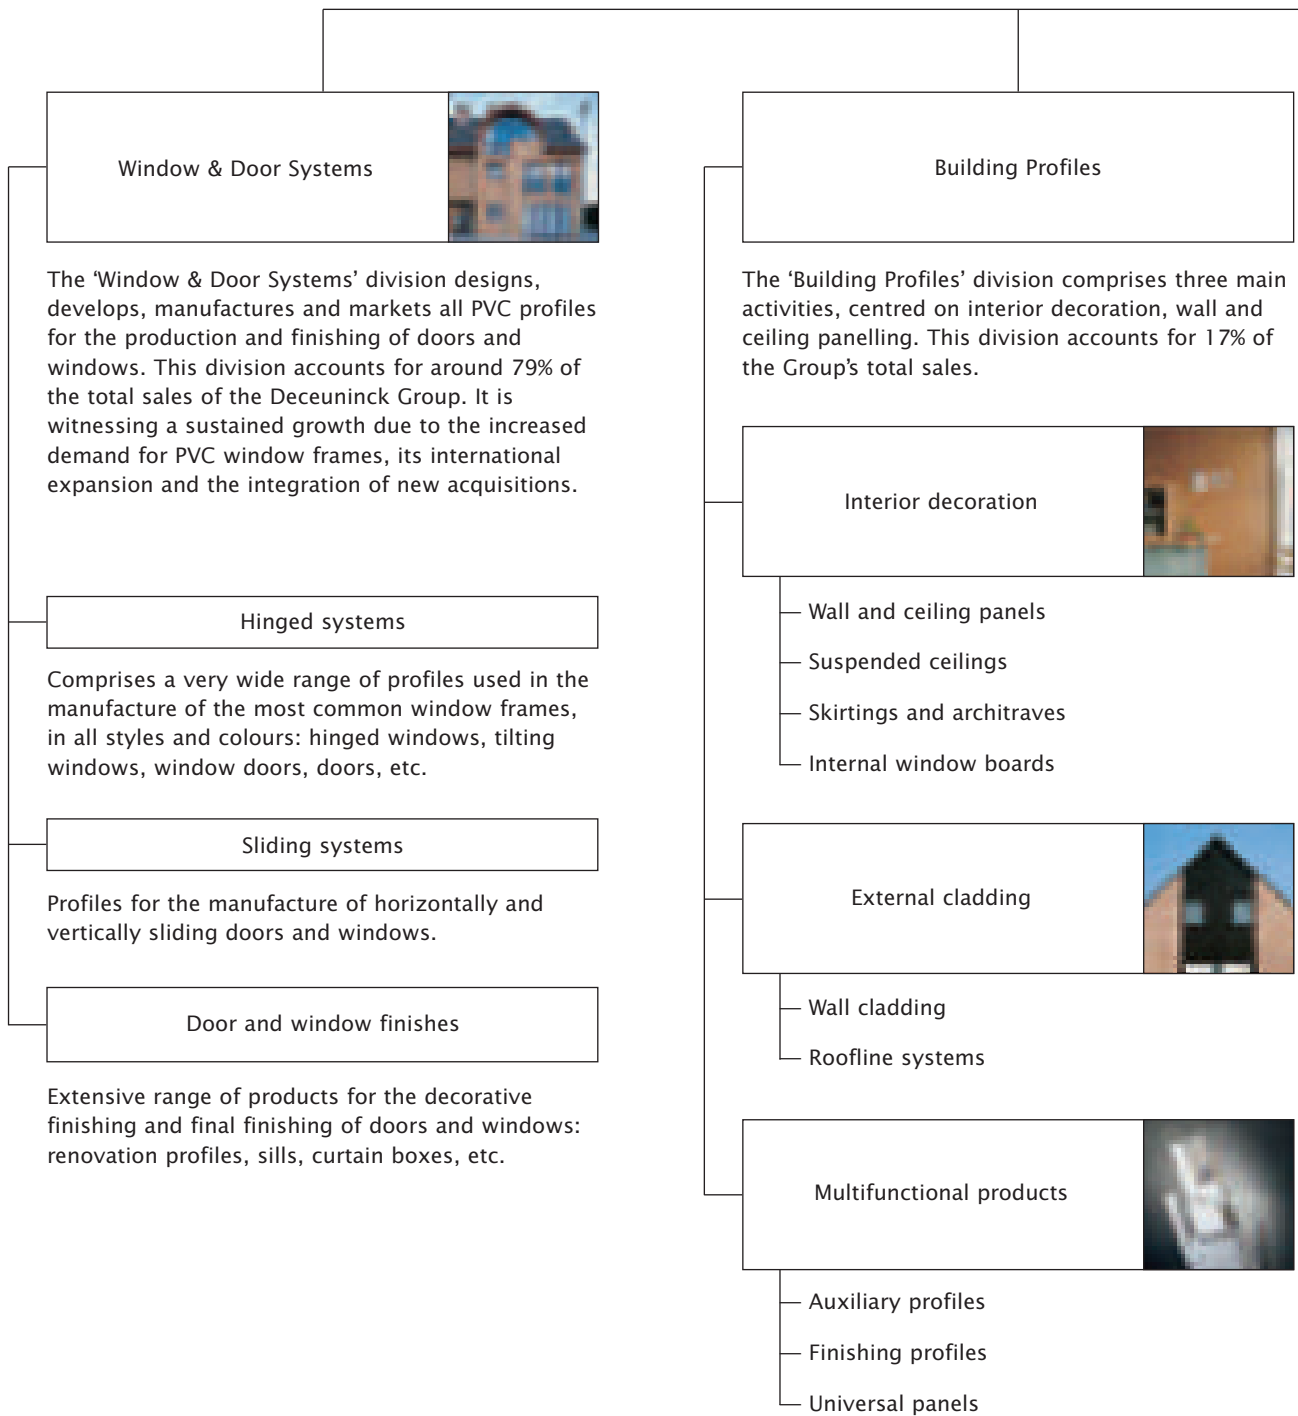 Window & Door Systems
The ‘Window & Door Systems’ division designs,
develops, manufactures and markets all PVC profiles
for the production and finishing of doors and
windows. This division accounts for around 79% of
the total sales of the Deceuninck Group. It is
witnessing a sustained growth due to the increased
demand for PVC window frames, its international
expansion and the integration of new acquisitions.
Hinged systems
Comprises a very wide range of profiles used in the
manufacture of the most common window frames,
in all styles and colours: hinged windows, tilting
windows, window doors, doors, etc.
Sliding systems
Profiles for the manufacture of horizontally and
vertically sliding doors and windows.
Door and window finishes
Extensive range of products for the decorative
finishing and final finishing of doors and windows:
renovation profiles, sills, curtain boxes, etc.
Building Profiles
The ‘Building Profiles’ division comprises three main
activities, centred on interior decoration, wall and
ceiling panelling. This division accounts for 17% of
the Group’s total sales.
Interior decoration
Wall and ceiling panels
Suspended ceilings
Skirtings and architraves
Internal window boards
External cladding
Wall cladding
Roofline systems
Multifunctional products
Auxiliary profiles
Finishing profiles
Universal panels